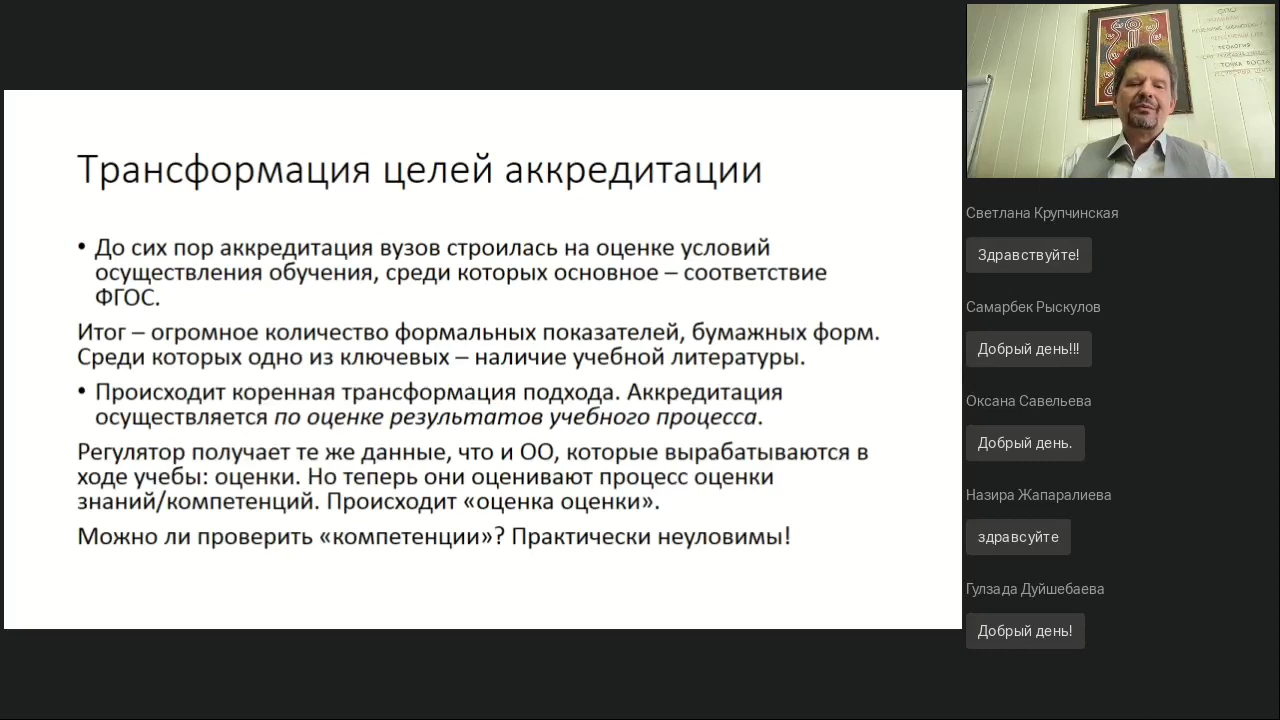 Трансформация целей аккредитации
• До сих пор аккредитация вузов строилась на оценке условий
осуществления обучения, среди которых основное – соответствие
ФГОС.
Итог – огромное количество формальных показателей, бумажных форм.
Среди которых одно из ключевых – наличие учебной литературы.
• Происходит коренная трансформация подхода. Аккредитация
осуществляется по оценке результатов учебного процесса.
Регулятор получает те же данные, что и ОО, которые вырабатываются в
ходе учебы: оценки. Но теперь они оценивают процесс оценки
знаний/компетенций. Происходит «оценка оценки».
Можно ли проверить «компетенции»? Практически неуловимы!
ТЕОЛОГИЯ
ТОЧКА РОСТА
Светлана Крупчинская
Здравствуйте!
Самарбек Рыскулов
Добрый день!!!
Оксана Савельева
Добрый день.
Назира Жапаралиева
здравсуйте
Гулзада Дуйшебаева
Добрый день!